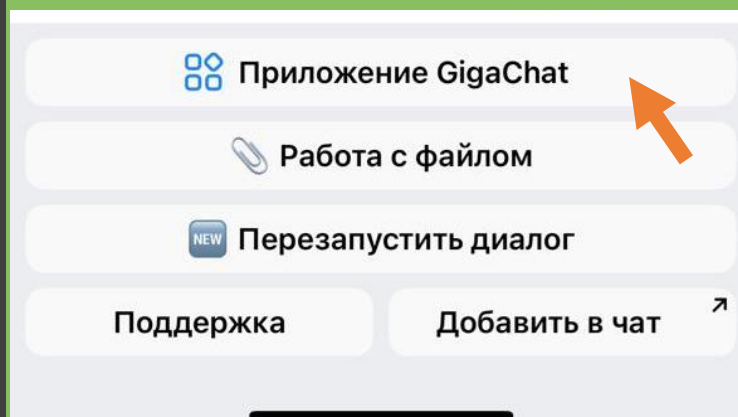 Приложение GigaChat
Работа с файлом
NEW Перезапустить диалог
Поддержка
Добавить в чат